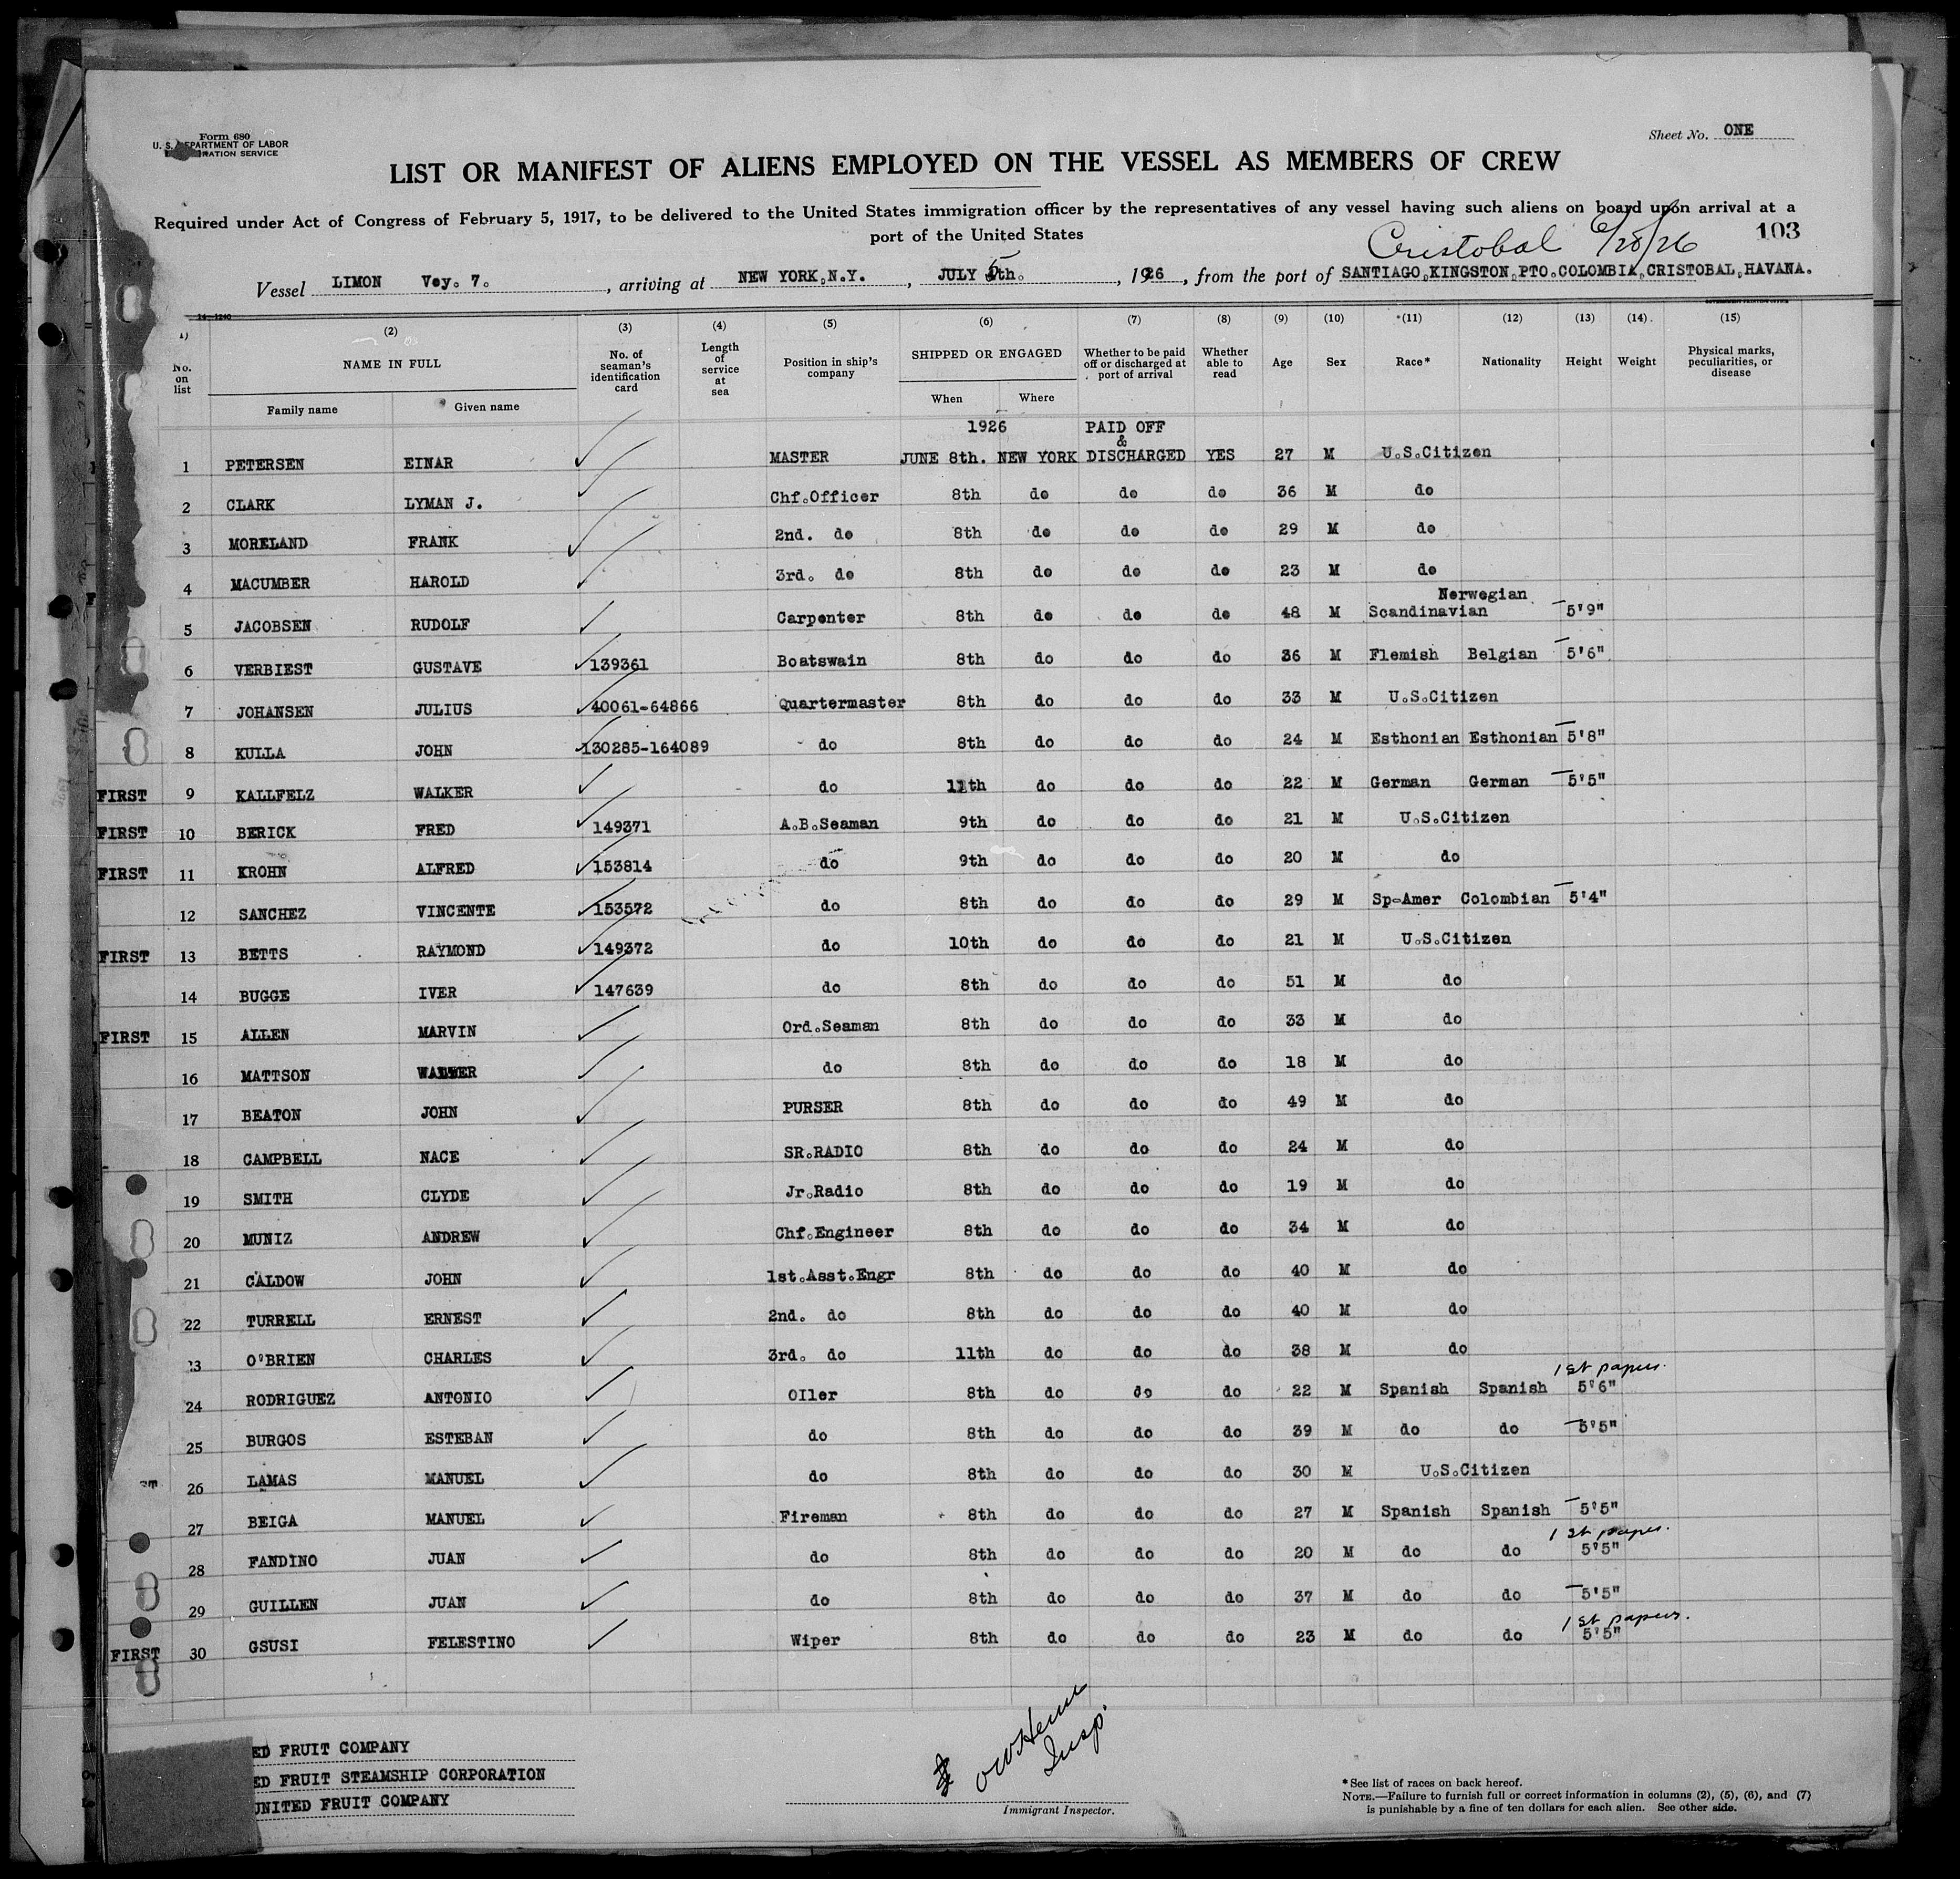 Form 680
U. S. DEPARTMENT OF LABOR
IMMIGRATION SERVICE
Sheet No. ONE
LIST OR MANIFEST OF ALIENS EMPLOYED ON THE VESSEL AS MEMBERS OF CREW
Required under Act of Congress of February 5, 1917, to be delivered to the United States immigration officer by the representatives of any vessel having such aliens on board upon arrival at a
port of the United States
Cristobal 6/28/26 103
Vessel LIMON Voy. 7. , arriving at NEW YORK,N.Y. , JULY 5th. , 1926 , from the port of SANTIAGO,KINGSTON,PTO.COLOMBIA,CRISTOBAL,HAVANA.
14—1240
(1) (2) (3) (4) (5) (6) (7) (8) (9) (10) *(11) (12) (13) (14) (15)
No. on list NAME IN FULL Family name Given name No. of seaman's identification card Length of service at sea Position in ship's company SHIPPED OR ENGAGED When Where Whether to be paid off or discharged at port of arrival Whether able to read Age Sex Race* Nationality Height Weight Physical marks, peculiarities, or disease
1926 PAID OFF
&
1 PETERSEN EINAR MASTER JUNE 8th. NEW YORK DISCHARGED YES 27 M U.S.Citizen
2 CLARK LYMAN J. Chf.Officer 8th do do do 36 M do
3 MORELAND FRANK 2nd. do 8th do do do 29 M do
4 MACUMBER HAROLD 3rd. do 8th do do do 23 M do
Norwegian
5 JACOBSEN RUDOLF Carpenter 8th do do do 48 M Scandinavian 5'9"
6 VERBIEST GUSTAVE 139361 Boatswain 8th do do do 36 M Flemish Belgian 5'6"
7 JOHANSEN JULIUS 40061-64866 Quartermaster 8th do do do 33 M U.S.Citizen
8 KULLA JOHN 130285-164089 do 8th do do do 24 M Esthonian Esthonian 5'8"
FIRST 9 KALLFELZ WALKER do 11th do do do 22 M German German 5'5"
FIRST 10 BERICK FRED 149371 A.B.Seaman 9th do do do 21 M U.S.Citizen
FIRST 11 KROHN ALFRED 153814 do 9th do do do 20 M do
12 SANCHEZ VINCENTE 153572 do 8th do do do 29 M Sp-Amer Colombian 5'4"
FIRST 13 BETTS RAYMOND 149372 do 10th do do do 21 M U.S.Citizen
14 BUGGE IVER 147639 do 8th do do do 51 M do
FIRST 15 ALLEN MARVIN Ord.Seaman 8th do do do 33 M do
16 MATTSON do 8th do do do 18 M do
17 BEATON JOHN PURSER 8th do do do 49 M do
18 CAMPBELL NACE SR.RADIO 8th do do do 24 M do
19 SMITH CLYDE Jr.Radio 8th do do do 19 M do
20 MUNIZ ANDREW Chf.Engineer 8th do do do 34 M do
21 CALDOW JOHN 1st.Asst.Engr 8th do do do 40 M do
22 TURRELL ERNEST 2nd. do 8th do do do 40 M do
23 O'BRIEN CHARLES 3rd. do 11th do do do 38 M do
1st papers.
24 RODRIGUEZ ANTONIO OIler 8th do do do 22 M Spanish Spanish 5'6"
25 BURGOS ESTEBAN do 8th do do do 39 M do do 5'5"
26 LAMAS MANUEL do 8th do do do 30 M U.S.Citizen
27 BEIGA MANUEL Fireman 8th do do do 27 M Spanish Spanish 5'5"
1st papers.
28 FANDINO JUAN do 8th do do do 20 M do do 5'5"
29 GUILLEN JUAN do 8th do do do 37 M do do 5'5"
1st papers.
FIRST 30 GSUSI FELESTINO Wiper 8th do do do 23 M do do 5'5"
ED FRUIT COMPANY
ED FRUIT STEAMSHIP CORPORATION
UNITED FRUIT COMPANY
Insp.
Immigrant Inspector.
*See list of races on back hereof.
NOTE.—Failure to furnish full or correct information in columns (2), (5), (6), and (7)
is punishable by a fine of ten dollars for each alien. See other side.